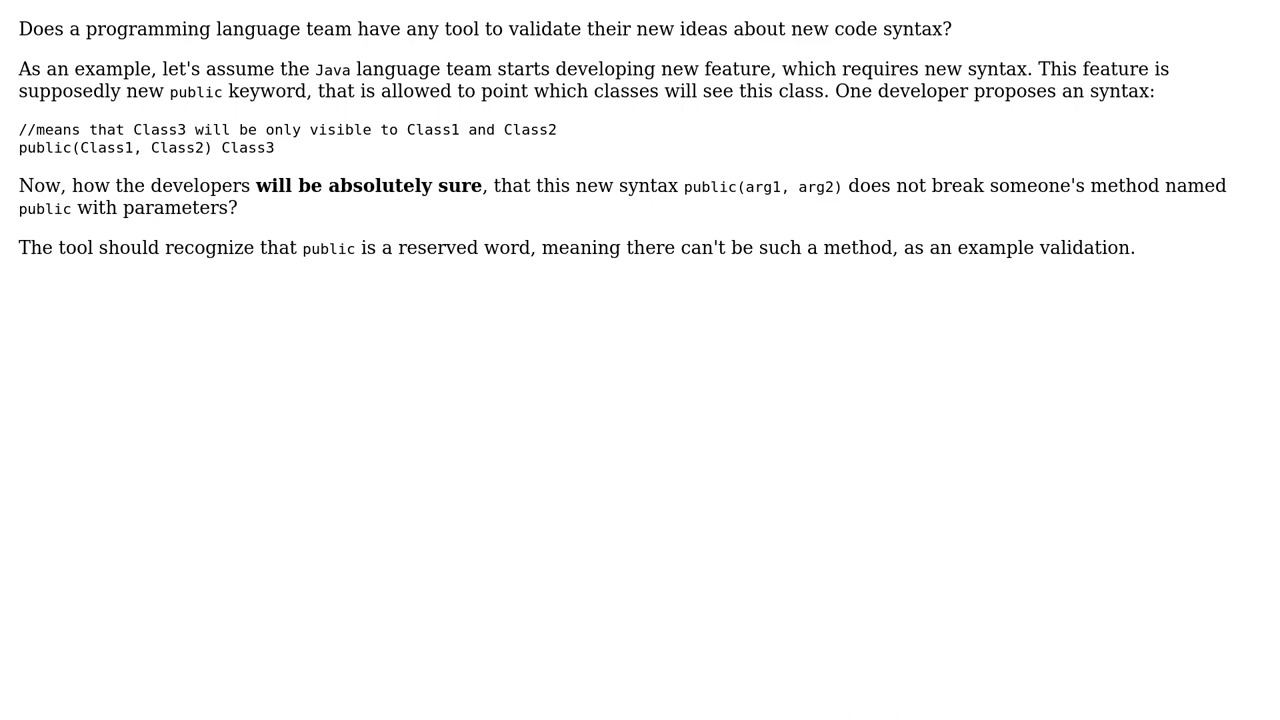 Does a programming language team have any tool to validate their new ideas about new code syntax?
As an example, let's assume the Java language team starts developing new feature, which requires new syntax. This feature is
supposedly new public keyword, that is allowed to point which classes will see this class. One developer proposes an syntax:
//means that Class3 will be only visible to Class1 and Class2
public(Class1, Class2) Class3
Now, how the developers will be absolutely sure, that this new syntax public(arg1, arg2) does not break someone's method named
public with parameters?
The tool should recognize that public is a reserved word, meaning there can't be such a method, as an example validation.